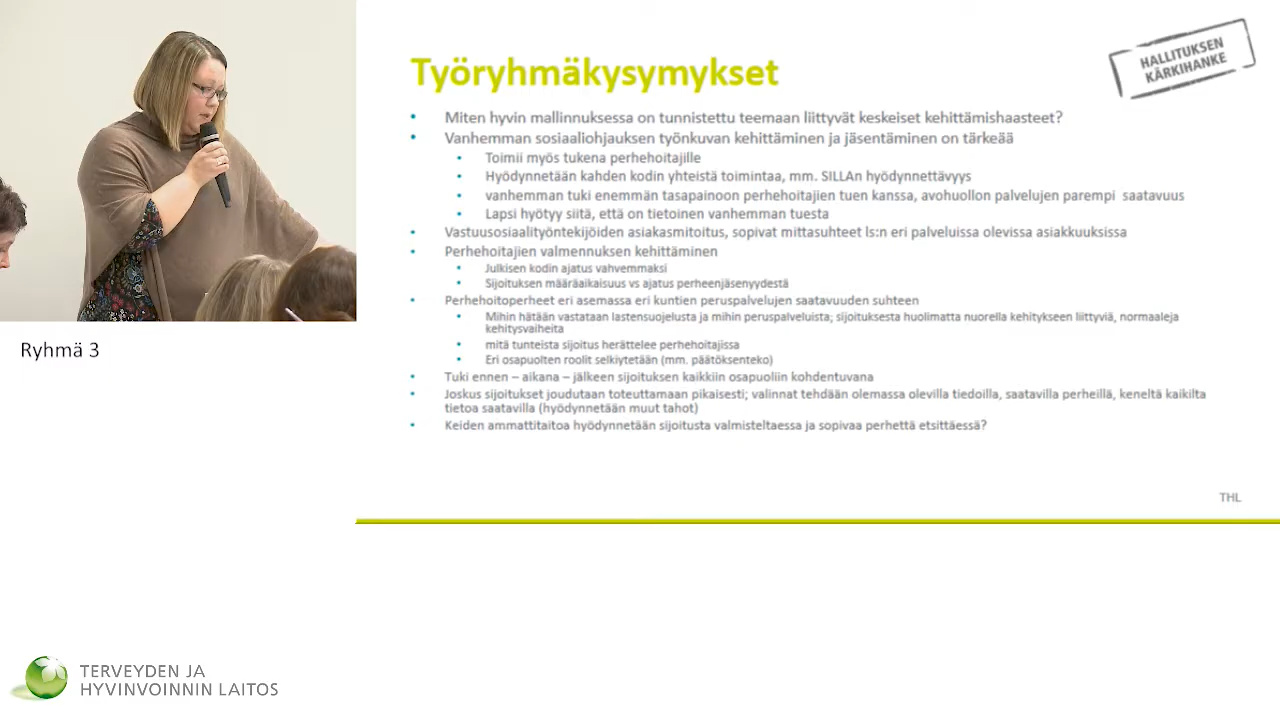 HALLITUKSEN
KÄRKIHANKE
Työryhmäkysymykset
• Miten hyvin mallinnuksessa on tunnistettu teemaan liittyvät keskeiset kehittämishaasteet?
• Vanhemman sosiaaliohjauksen työnkuvan kehittäminen ja jäsentäminen on tärkeää
• Toimii myös tukena perhehoitajille
• Hyödynnetään kahden kodin yhteistä toimintaa, mm. SILLAn hyödynnettävyys
• vanhemman tuki enemmän tasapainoon perhehoitajien tuen kanssa, avohuollon palvelujen parempi saatavuus
• Lapsi hyötyy siitä, että on tietoinen vanhemman tuesta
• Vastuusosiaalityöntekijöiden asiakasmitoitus, sopivat mittasuhteet ls:n eri palveluissa olevissa asiakkuuksissa
• Perhehoitajien valmennuksen kehittäminen
• Julkisen kodin ajatus vahvemmaksi
• Sijoituksen määräaikaisuus vs ajatus perheenjäsenyydestä
• Perhehoitoperheet eri asemassa eri kuntien peruspalvelujen saatavuuden suhteen
• Mihin hätään vastataan lastensuojelusta ja mihin peruspalveluista; sijoituksesta huolimatta nuorella kehitykseen liittyviä, normaaleja
kehitysvaiheita
• mitä tunteista sijoitus herättelee perhehoitajissa
• Eri osapuolten roolit selkiytetään (mm. päätöksenteko)
• Tuki ennen – aikana – jälkeen sijoituksen kaikkiin osapuoliin kohdentuvana
• Joskus sijoitukset joudutaan toteuttamaan pikaisesti; valinnat tehdään olemassa olevilla tiedoilla, saatavilla perheillä, keneltä kaikilta
tietoa saatavilla (hyödynnetään muut tahot)
• Keiden ammattitaitoa hyödynnetään sijoitusta valmisteltaessa ja sopivaa perhettä etsittäessä?
THL
Ryhmä 3
TERVEYDEN JA
HYVINVOINNIN LAITOS